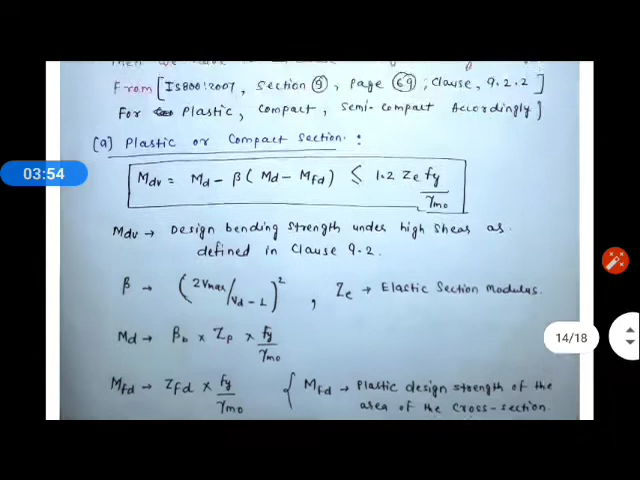 Then we have
From [IS800:2007, Section 9, Page 69, Clause, 9.2.2]
For Plastic, Compact, Semi-Compact Accordingly]
(a) Plastic or Compact Section :
03:54
Mdv = Md - β (Md - Mfd) ≤ 1.2 Ze fy/γmo
Mdv → Design bending strength under high shear as
defined in Clause 9.2.
β → (2Vmax/Vd - 1)², Ze → Elastic Section Modulus.
14/18
Md → βb × Zp × fy/γmo
Mfd → Zfd × fy/γmo { Mfd → Plastic design strength of the
area of the cross-section.